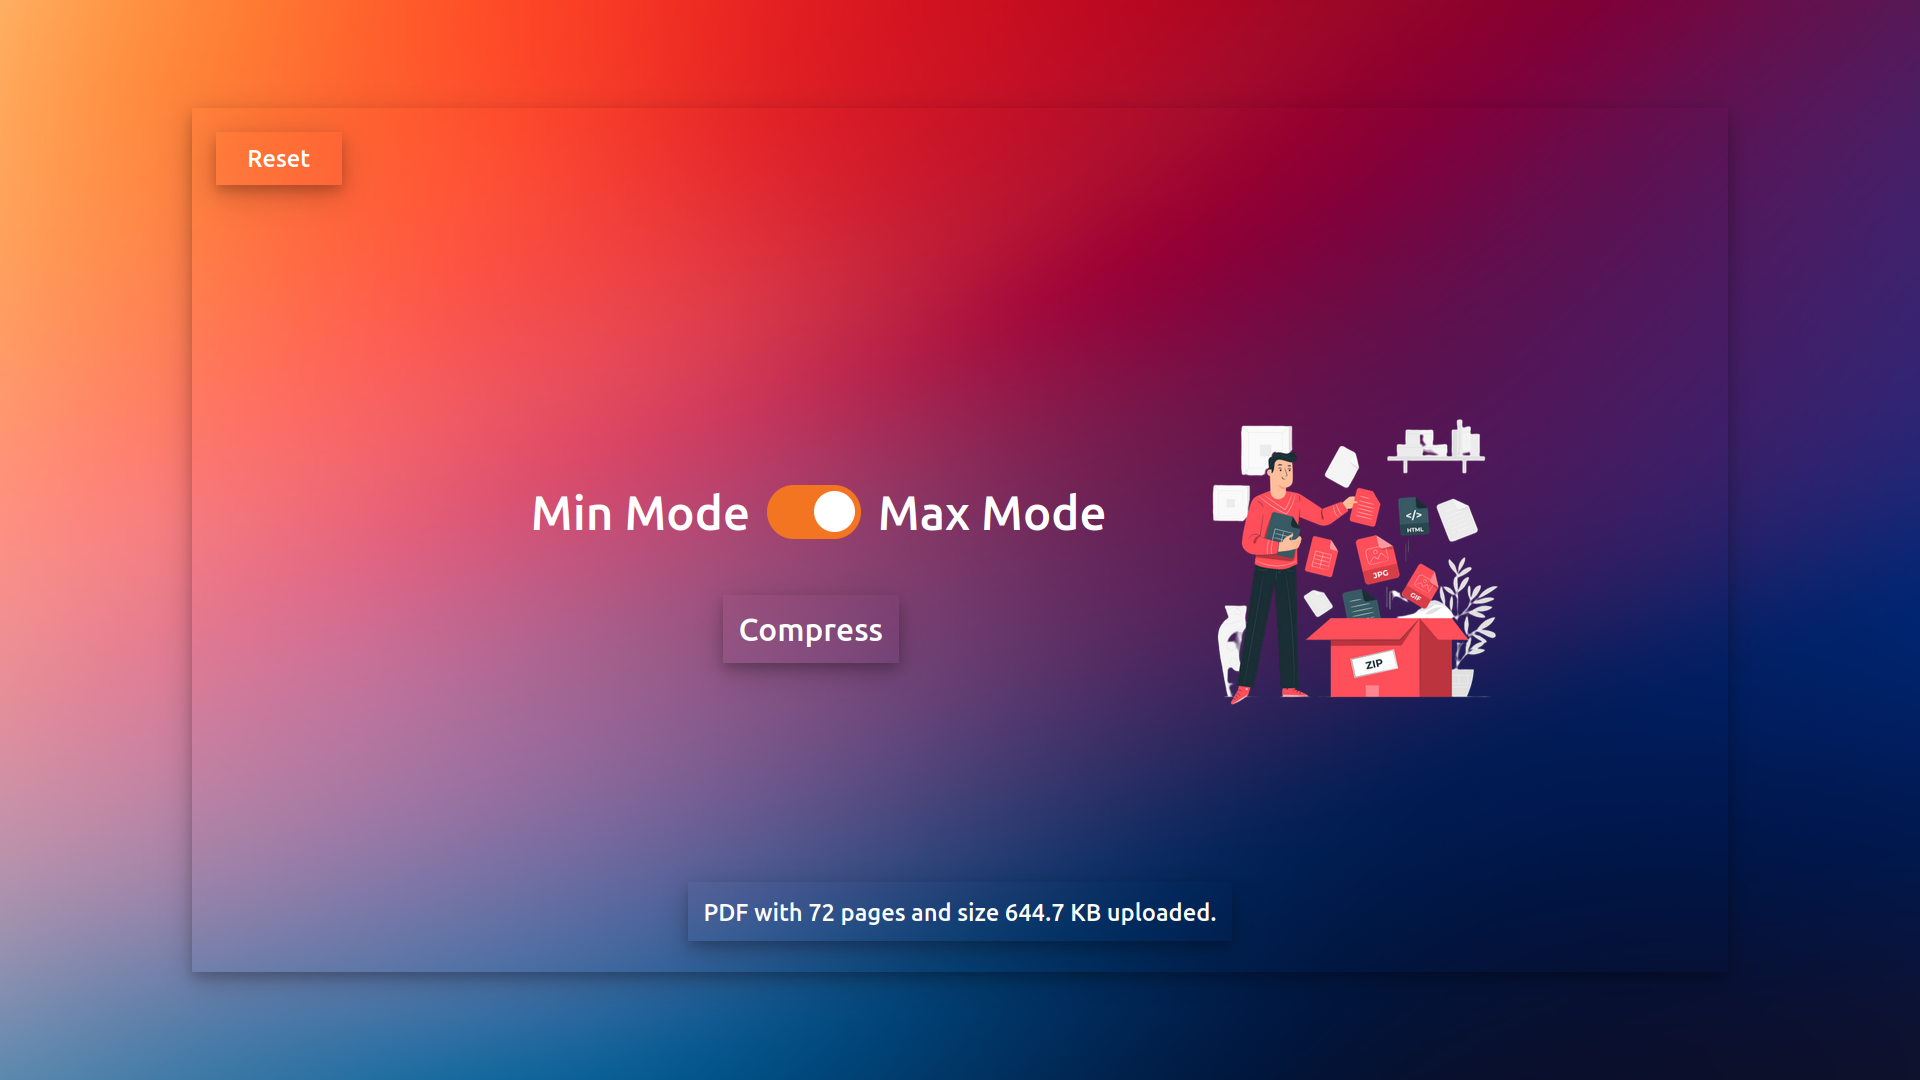 Reset
Min Mode Max Mode
Compress
</>
HTML
JPG
GIF
ZIP
PDF with 72 pages and size 644.7 KB uploaded.